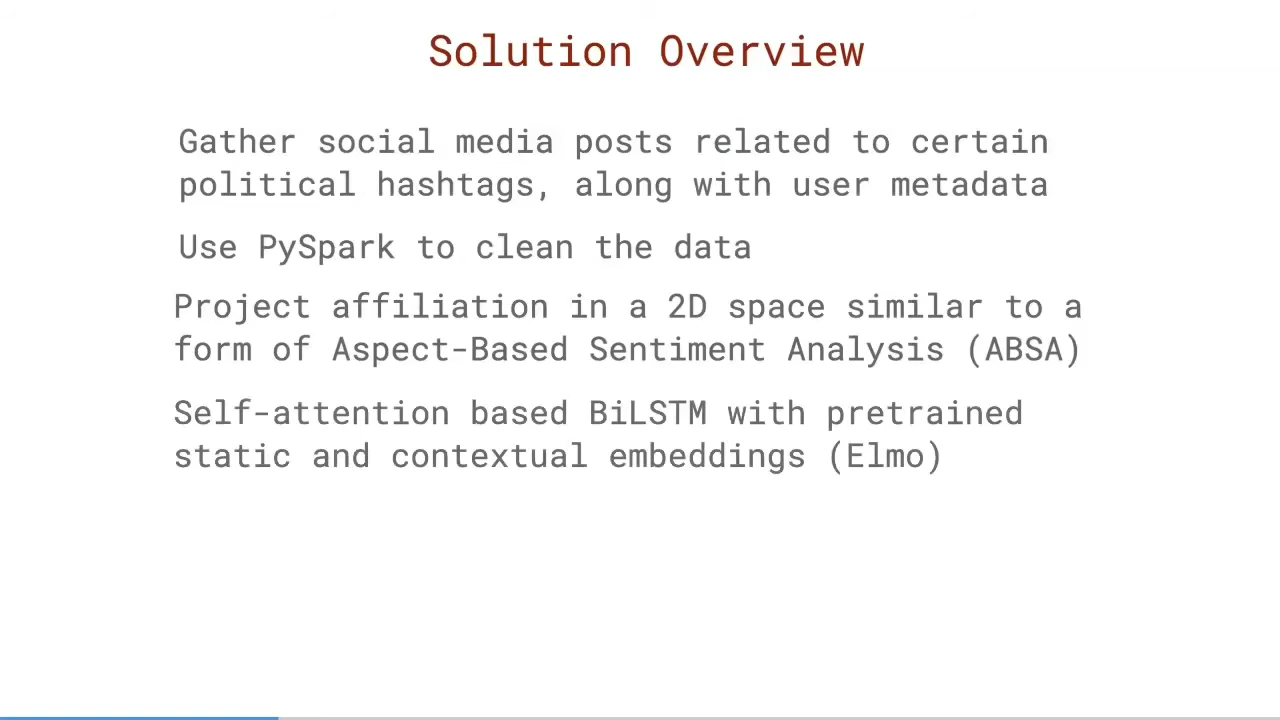 Solution Overview
Gather social media posts related to certain
political hashtags, along with user metadata
Use PySpark to clean the data
Project affiliation in a 2D space similar to a
form of Aspect-Based Sentiment Analysis (ABSA)
Self-attention based BiLSTM with pretrained
static and contextual embeddings (Elmo)